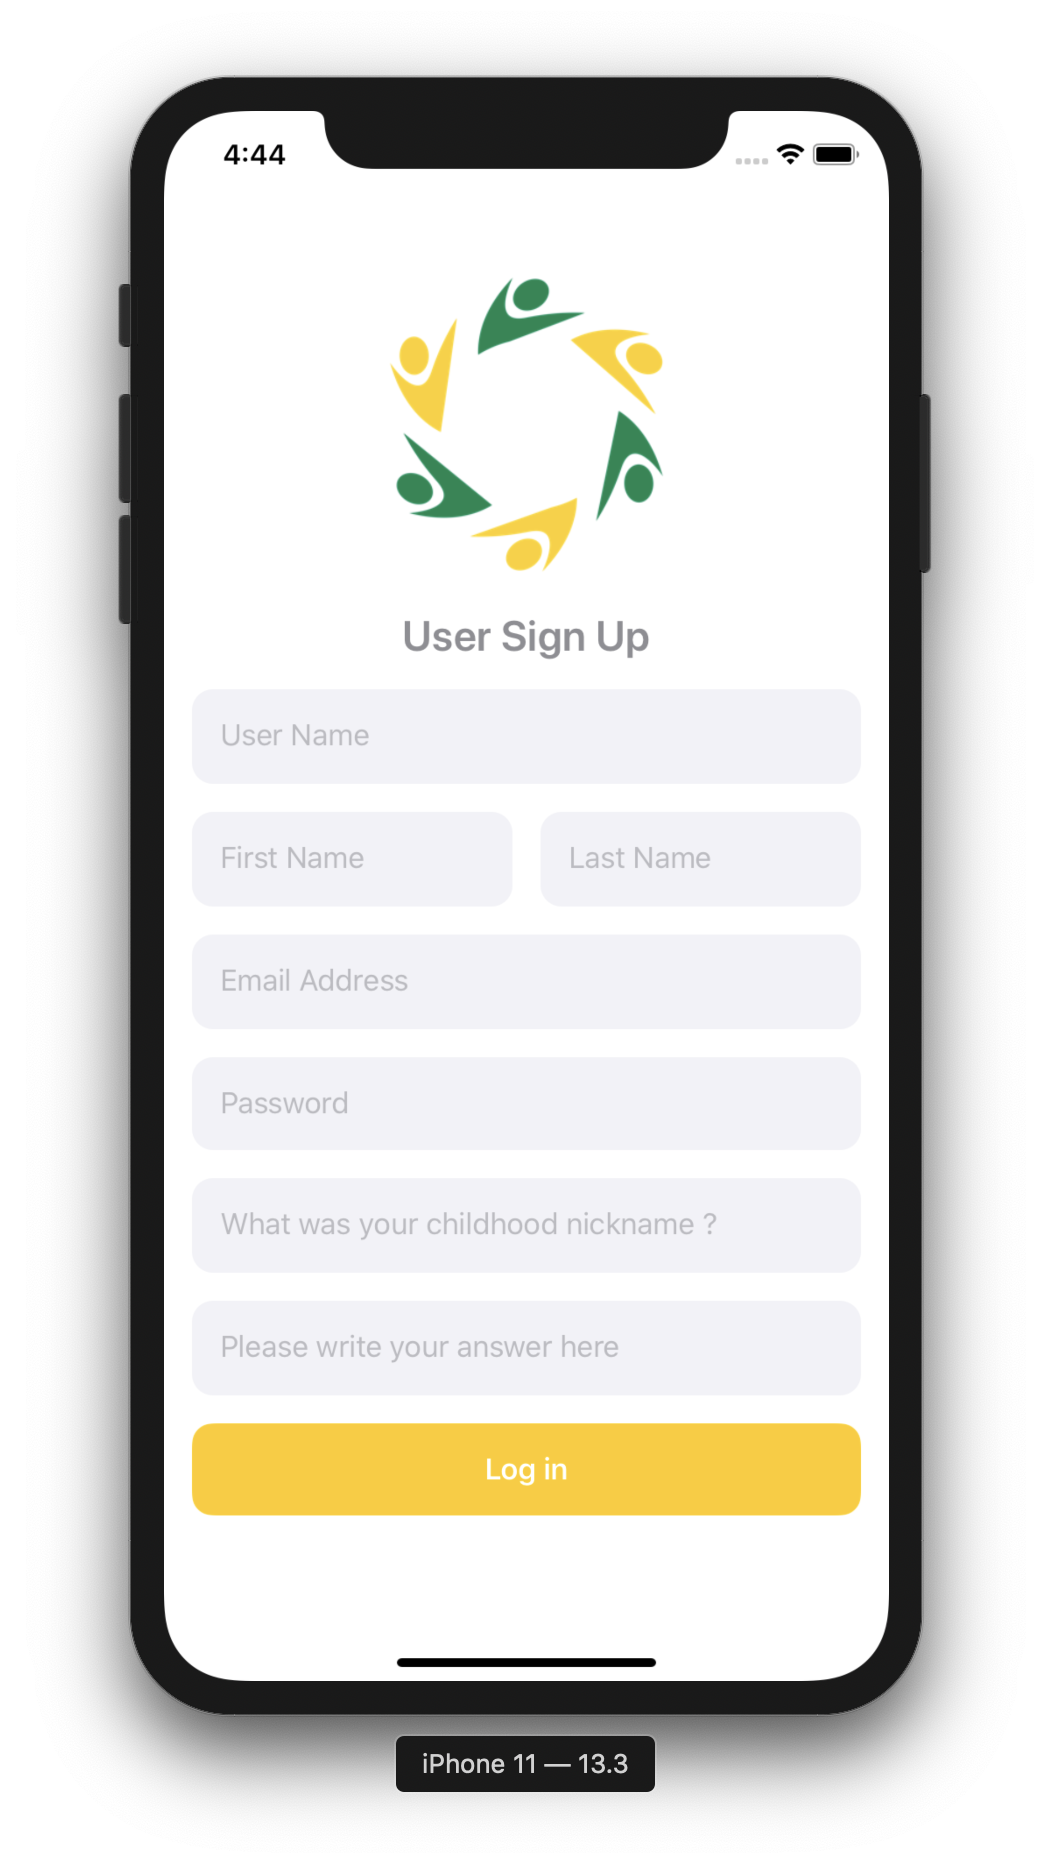 4:44
User Sign Up
User Name
First Name Last Name
Email Address
Password
What was your childhood nickname ?
Please write your answer here
Log in
iPhone 11 — 13.3